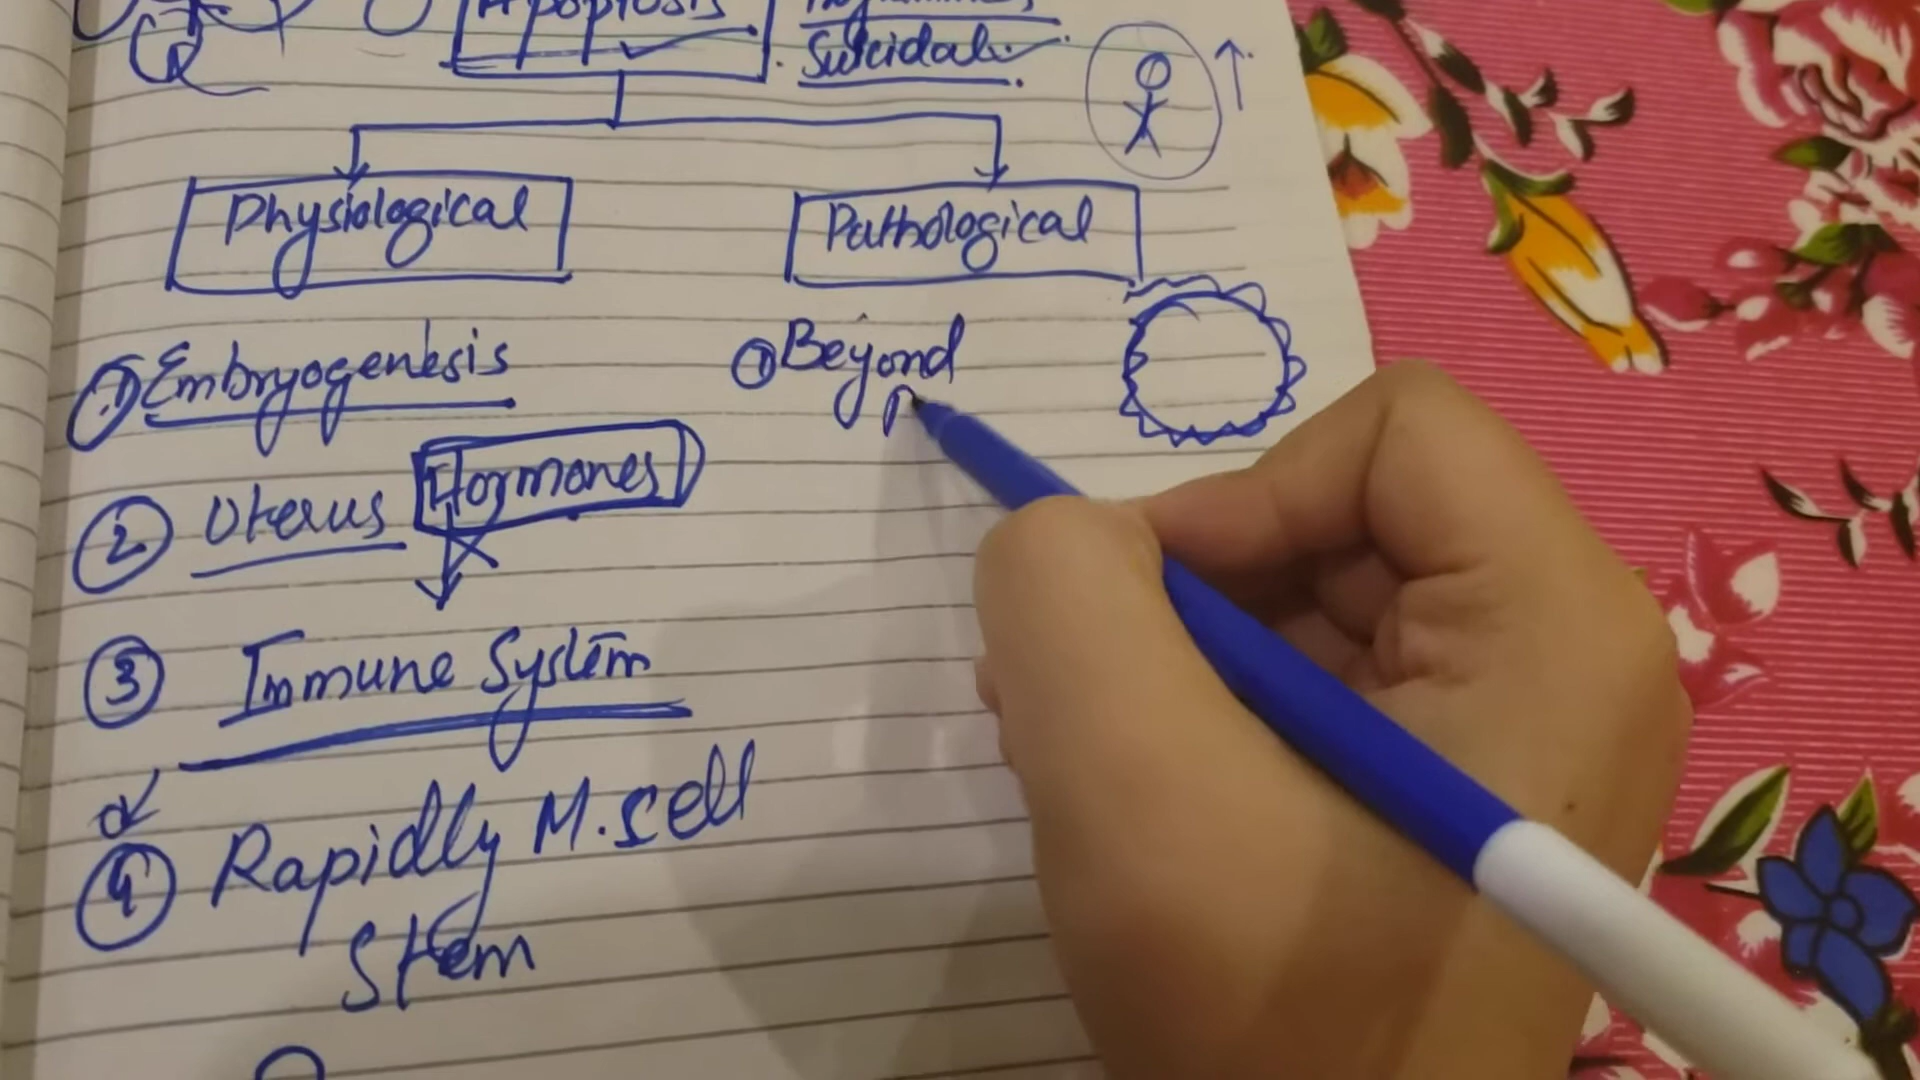 Apoptosis
Suicidal
Physiological
Pathological
① Embryogenesis
① Beyond
② Uterus Hormones
③ Immune System
④ Rapidly M.cell
Stem